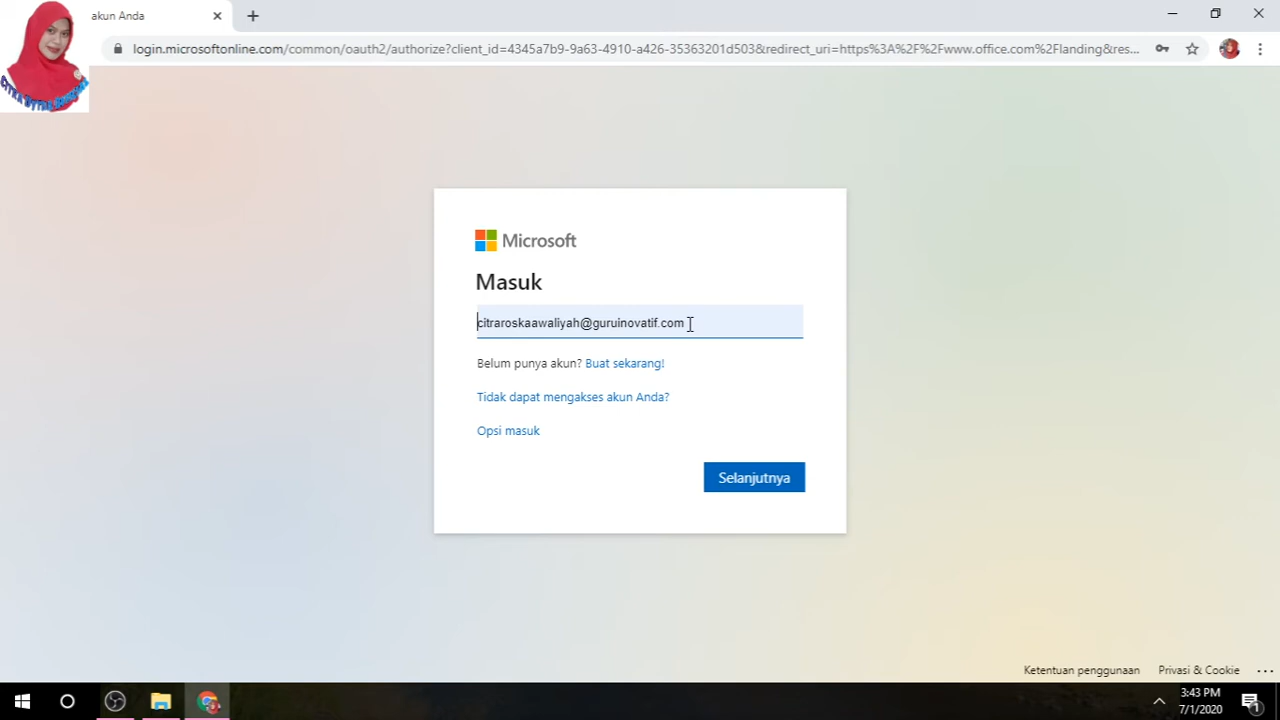 akun Anda
login.microsoftonline.com/common/oauth2/authorize?client_id=4345a7b9-9a63-4910-a426-35363201d503&redirect_uri=https%3A%2F%2Fwww.office.com%2Flanding&res...
Microsoft
Masuk
citraroskaawaliyah@guruinovatif.com
Belum punya akun? Buat sekarang!
Tidak dapat mengakses akun Anda?
Opsi masuk
Selanjutnya
Ketentuan penggunaan Privasi & Cookie ...
3:43 PM
7/1/2020
1